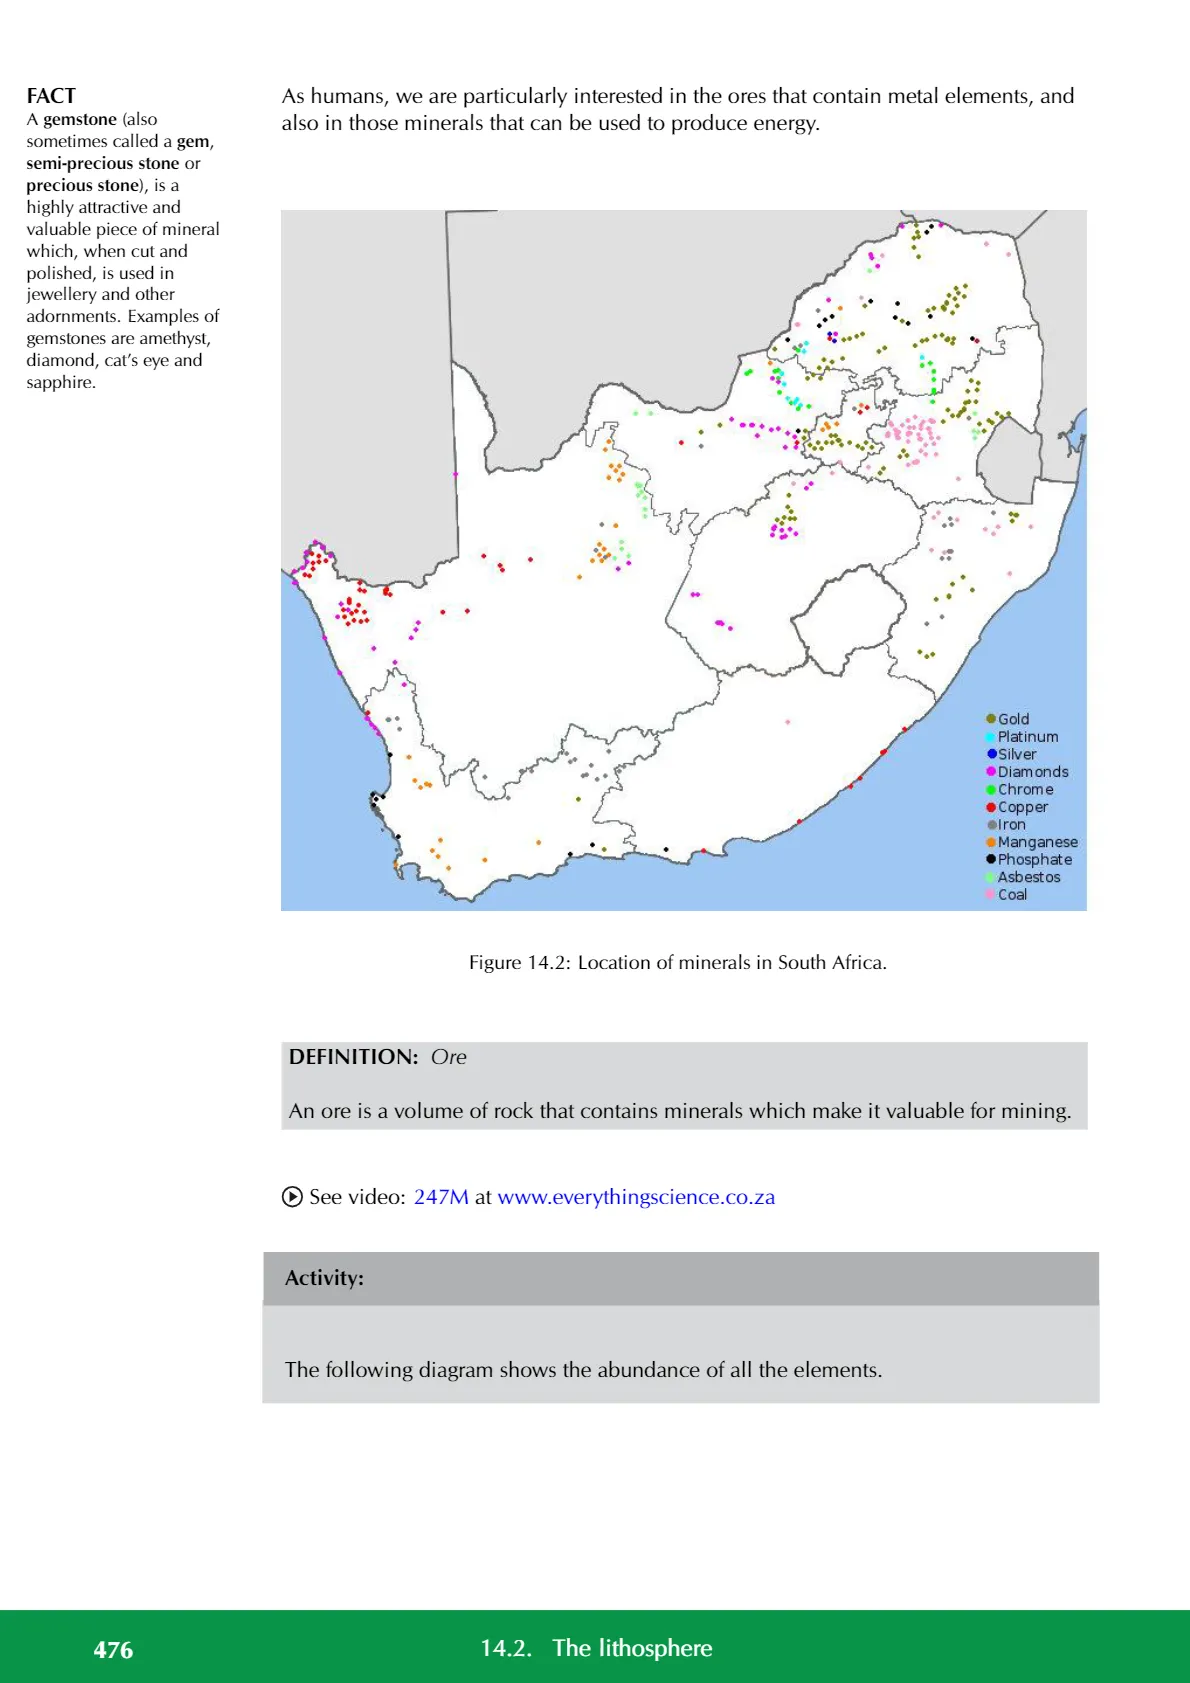 FACT
A gemstone (also
sometimes called a gem,
semi-precious stone or
precious stone), is a
highly attractive and
valuable piece of mineral
which, when cut and
polished, is used in
jewellery and other
adornments. Examples of
gemstones are amethyst,
diamond, cat's eye and
sapphire.
As humans, we are particularly interested in the ores that contain metal elements, and
also in those minerals that can be used to produce energy.
Gold
Platinum
Silver
Diamonds
Chrome
Copper
Iron
Manganese
Phosphate
Asbestos
Coal
Figure 14.2: Location of minerals in South Africa.
DEFINITION: Ore
An ore is a volume of rock that contains minerals which make it valuable for mining.
See video: 247M at www.everythingscience.co.za
Activity:
The following diagram shows the abundance of all the elements.
476
14.2. The lithosphere